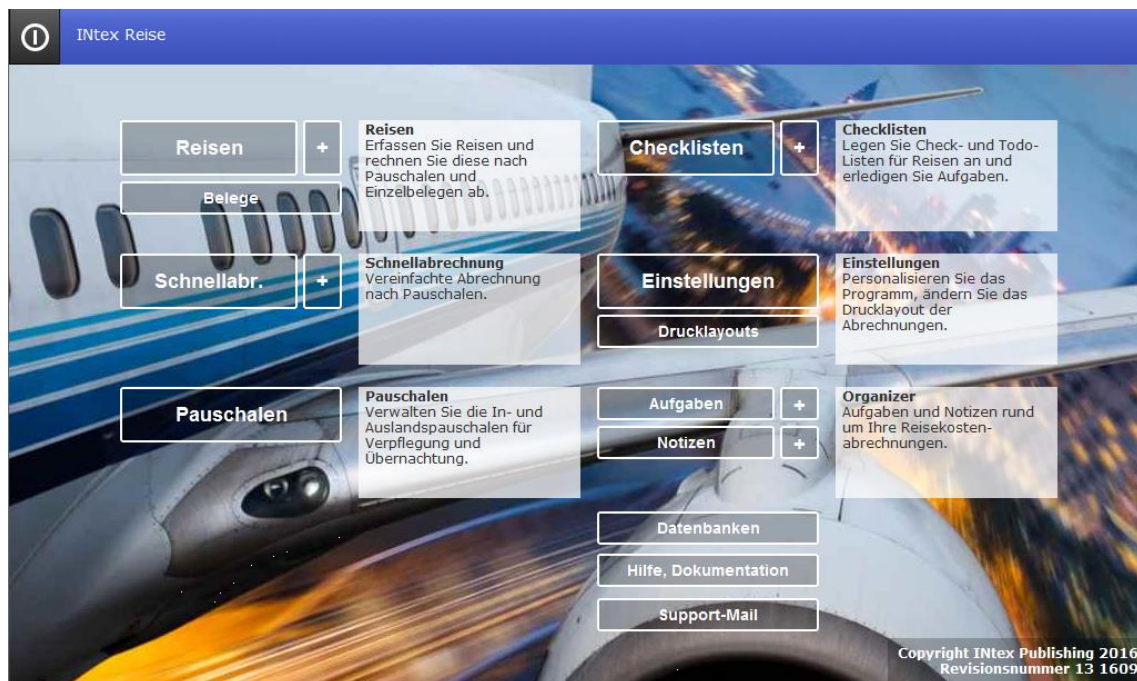 INtex Reise
Reisen
+
Belege
Reisen
Erfassen Sie Reisen und
rechnen Sie diese nach
Pauschalen und
Einzelbelegen ab.
Checklisten
+
Checklisten
Legen Sie Check- und Todo-
Listen für Reisen an und
erledigen Sie Aufgaben.
Schnellabr.
+
Schnellabrechnung
Vereinfachte Abrechnung
nach Pauschalen.
Einstellungen
Drucklayouts
Einstellungen
Personalisieren Sie das
Programm, ändern Sie das
Drucklayout der
Abrechnungen.
Pauschalen
Pauschalen
Verwalten Sie die In- und
Auslandspauschalen für
Verpflegung und
Übernachtung.
Aufgaben
+
Notizen
+
Organizer
Aufgaben und Notizen rund
um Ihre Reisekosten-
abrechnungen.
Datenbanken
Hilfe, Dokumentation
Support-Mail
Copyright INtex Publishing 2016
Revisionsnummer 13 1609